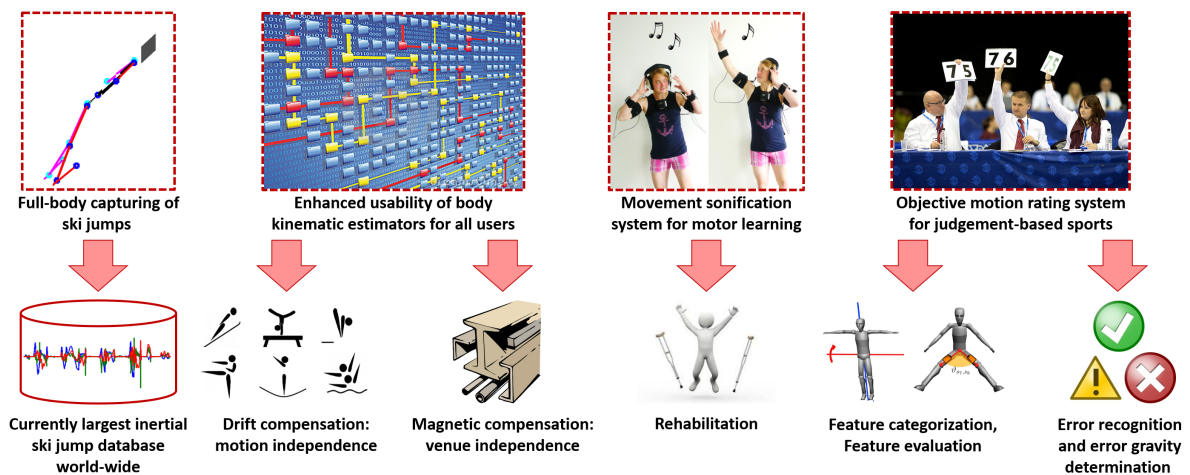 75
76
75
Full-body capturing of
ski jumps
Enhanced usability of body
kinematic estimators for all users
Movement sonification
system for motor learning
Objective motion rating system
for judgement-based sports
Currently largest inertial
ski jump database
world-wide
Drift compensation:
motion independence
Magnetic compensation:
venue independence
Rehabilitation
Feature categorization,
Feature evaluation
Error recognition
and error gravity
determination